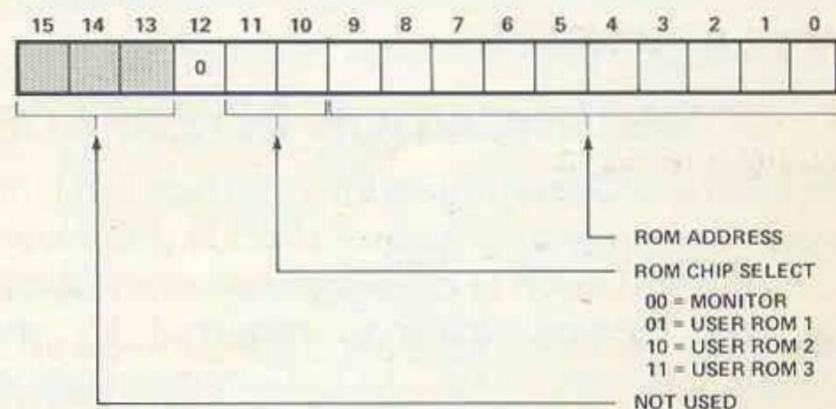 15 14 13 12 11 10 9 8 7 6 5 4 3 2 1 0
0
ROM ADDRESS
ROM CHIP SELECT
00 = MONITOR
01 = USER ROM 1
10 = USER ROM 2
11 = USER ROM 3
NOT USED